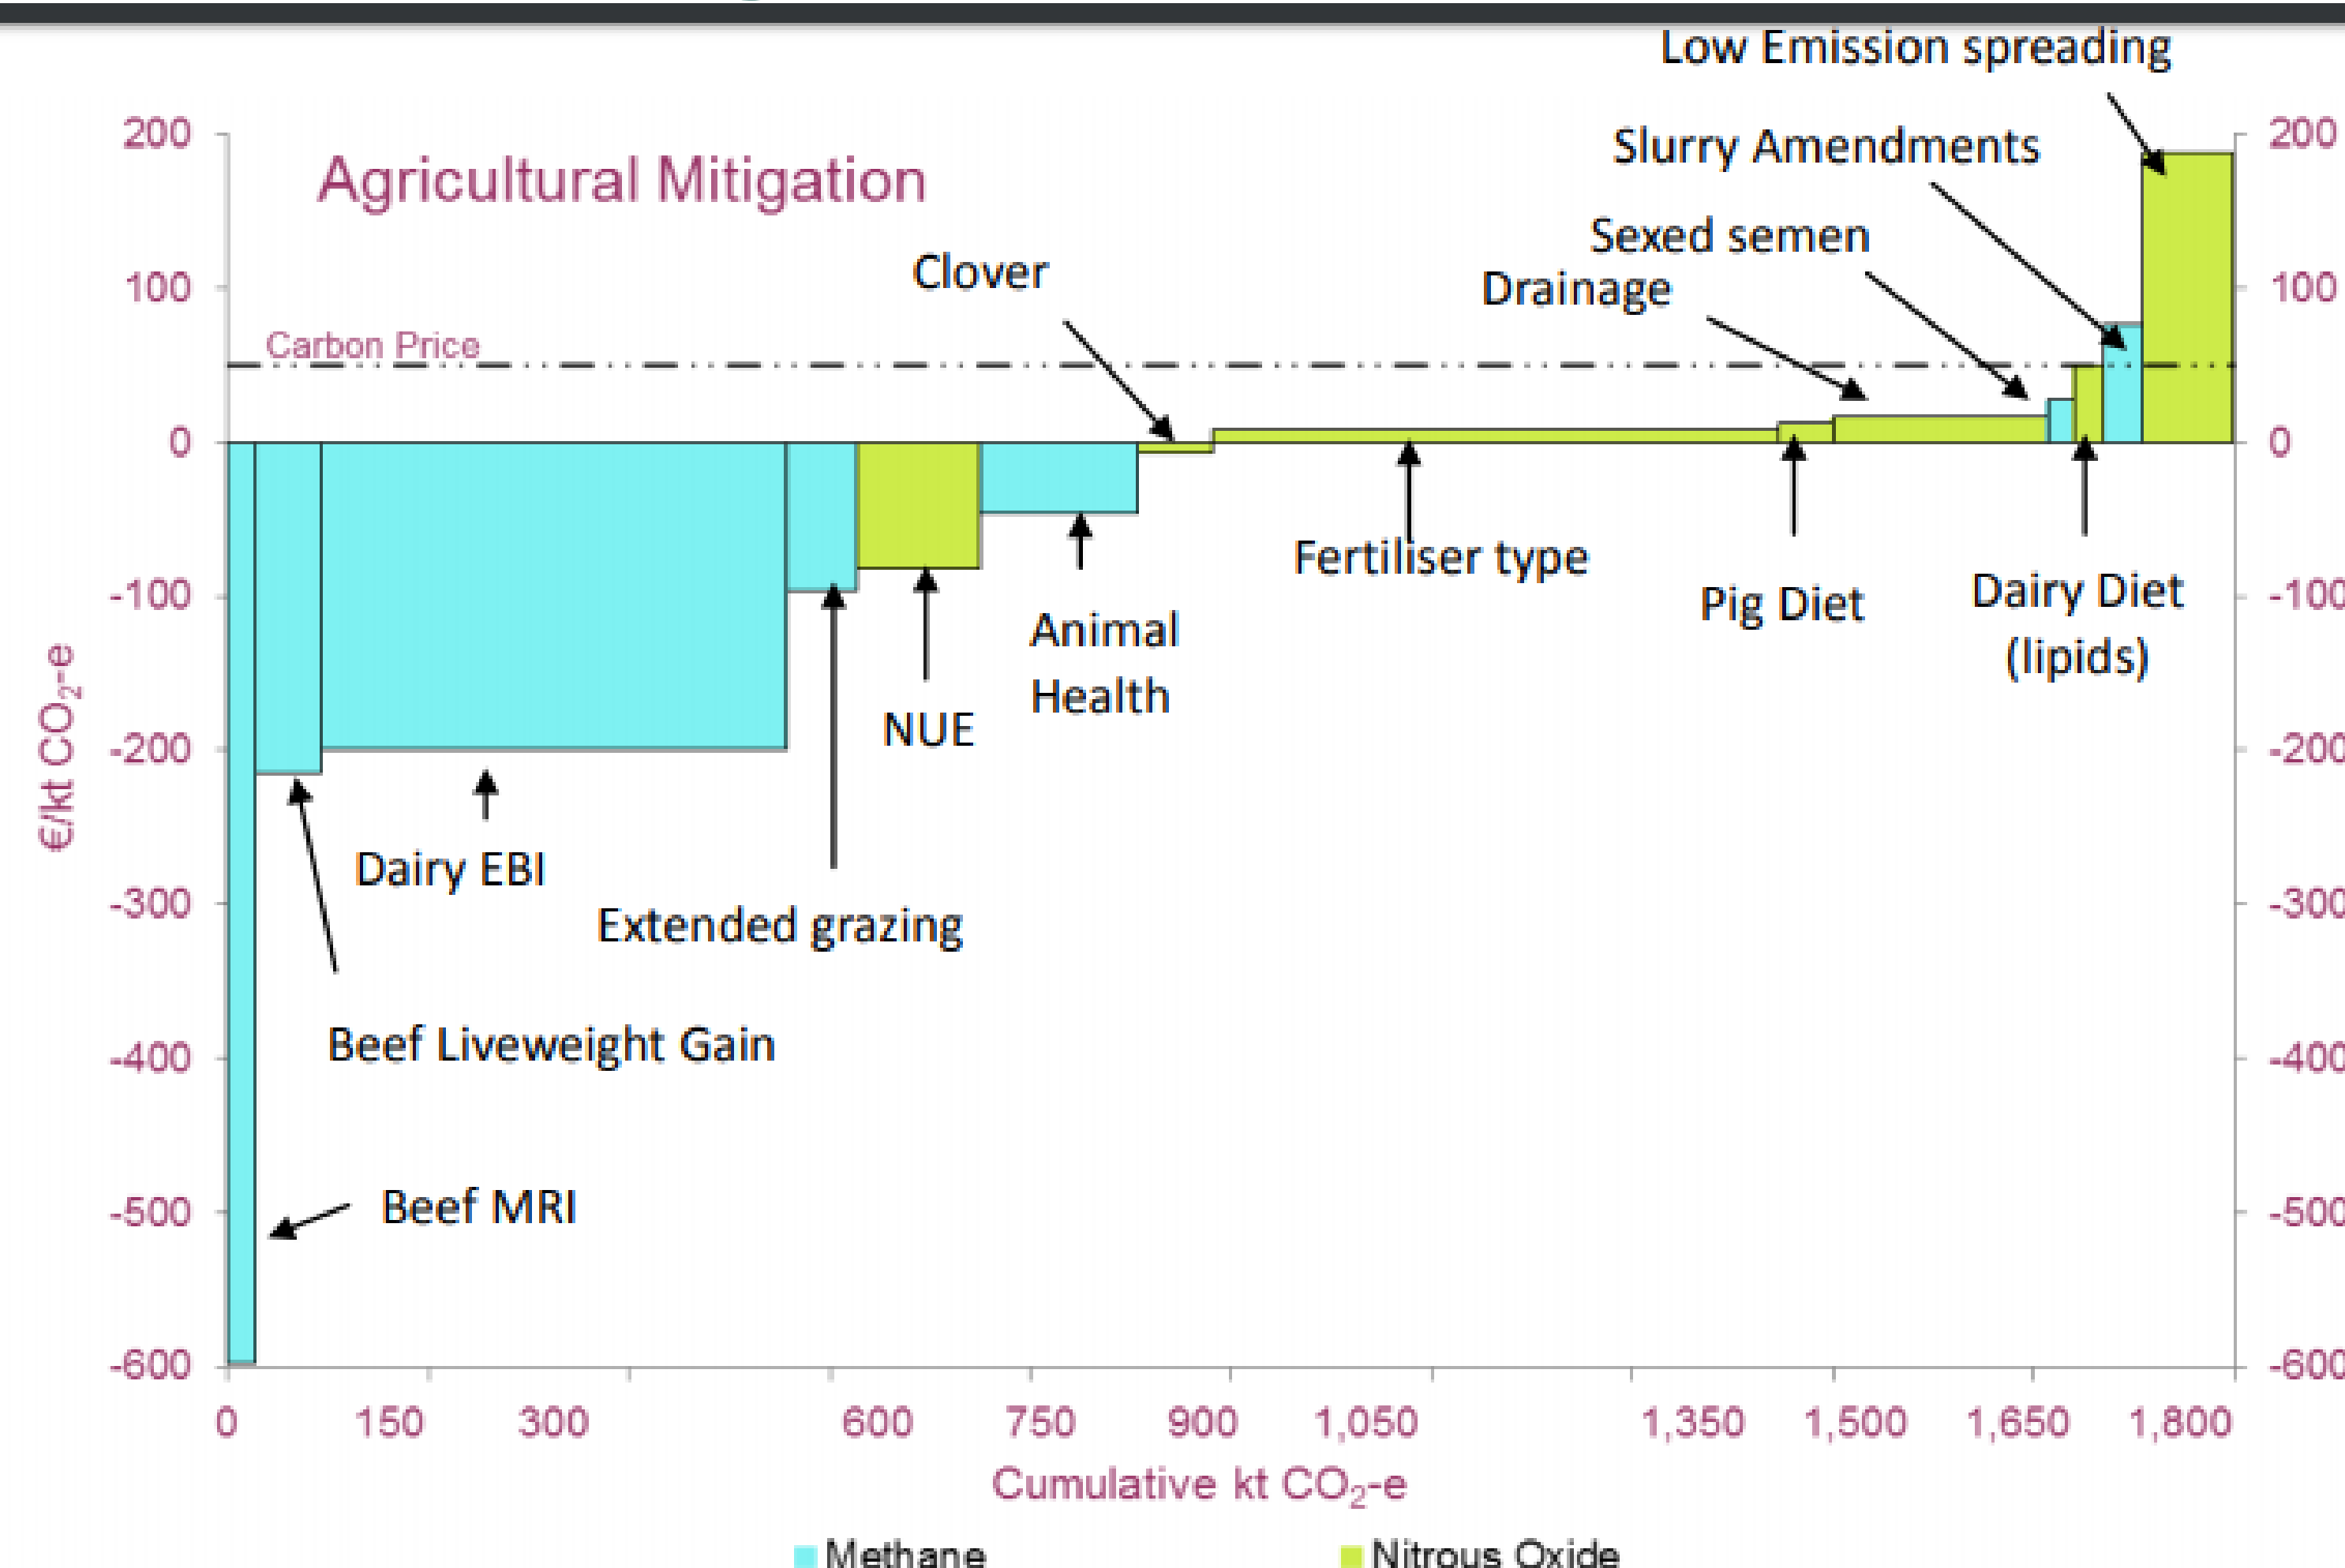 Low Emission spreading
200
200
Agricultural Mitigation
Slurry Amendments
Sexed semen
Clover
Drainage
100
100
Carbon Price
0
0
Fertiliser type
-100
-100
Pig Diet
Dairy Diet
(lipids)
Animal
Health
NUE
€/kt CO₂-e
-200
-200
Dairy EBI
Extended grazing
-300
-300
Beef Liveweight Gain
-400
-400
Beef MRI
-500
-500
-600
-600
0 150 300 600 750 900 1,050 1,350 1,500 1,650 1,800
Cumulative kt CO₂-e
Methane Nitrous Oxide